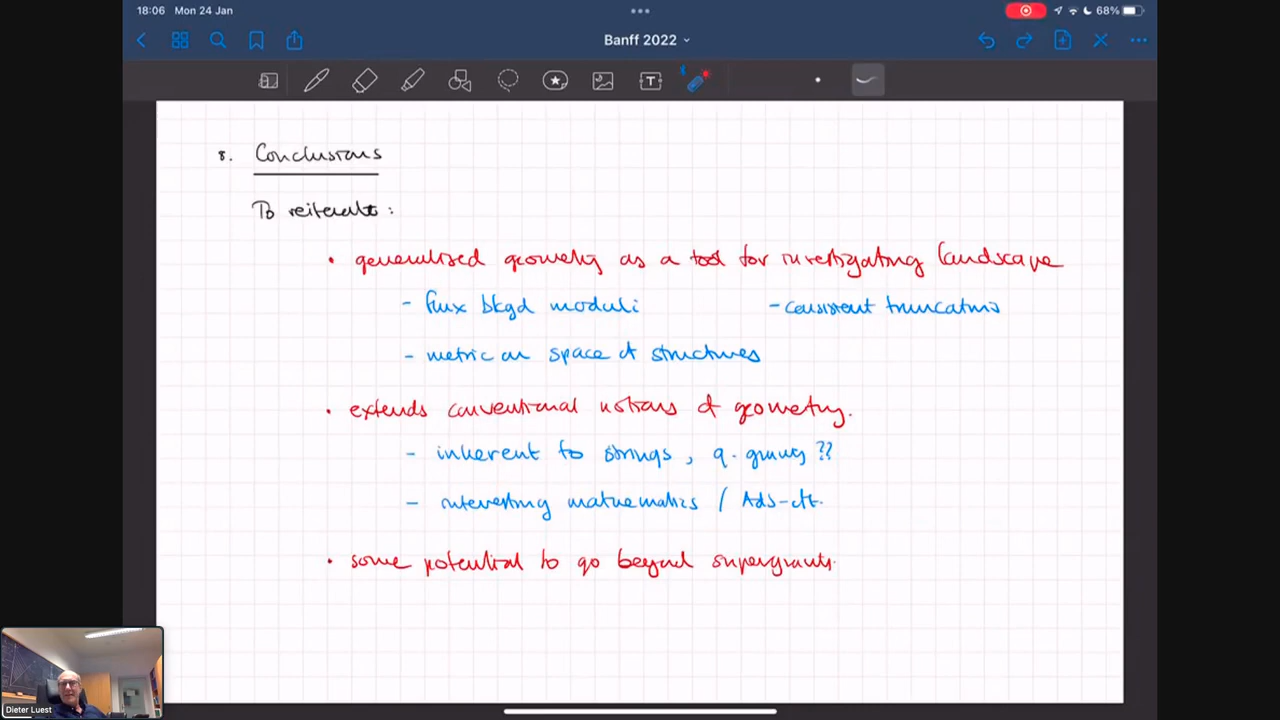 18:06 Mon 24 Jan
68%
Banff 2022
8. Conclusions
To reiterate:
• generalised geometry as a tool for investigating landscape
- flux bkgd moduli - consistent truncations
- metric on space of structures
• extends conventional notions of geometry.
- inherent to strings, q. gravity ??
- interesting mathematics / AdS-cft.
• some potential to go beyond supergravity.
Dieter Luest